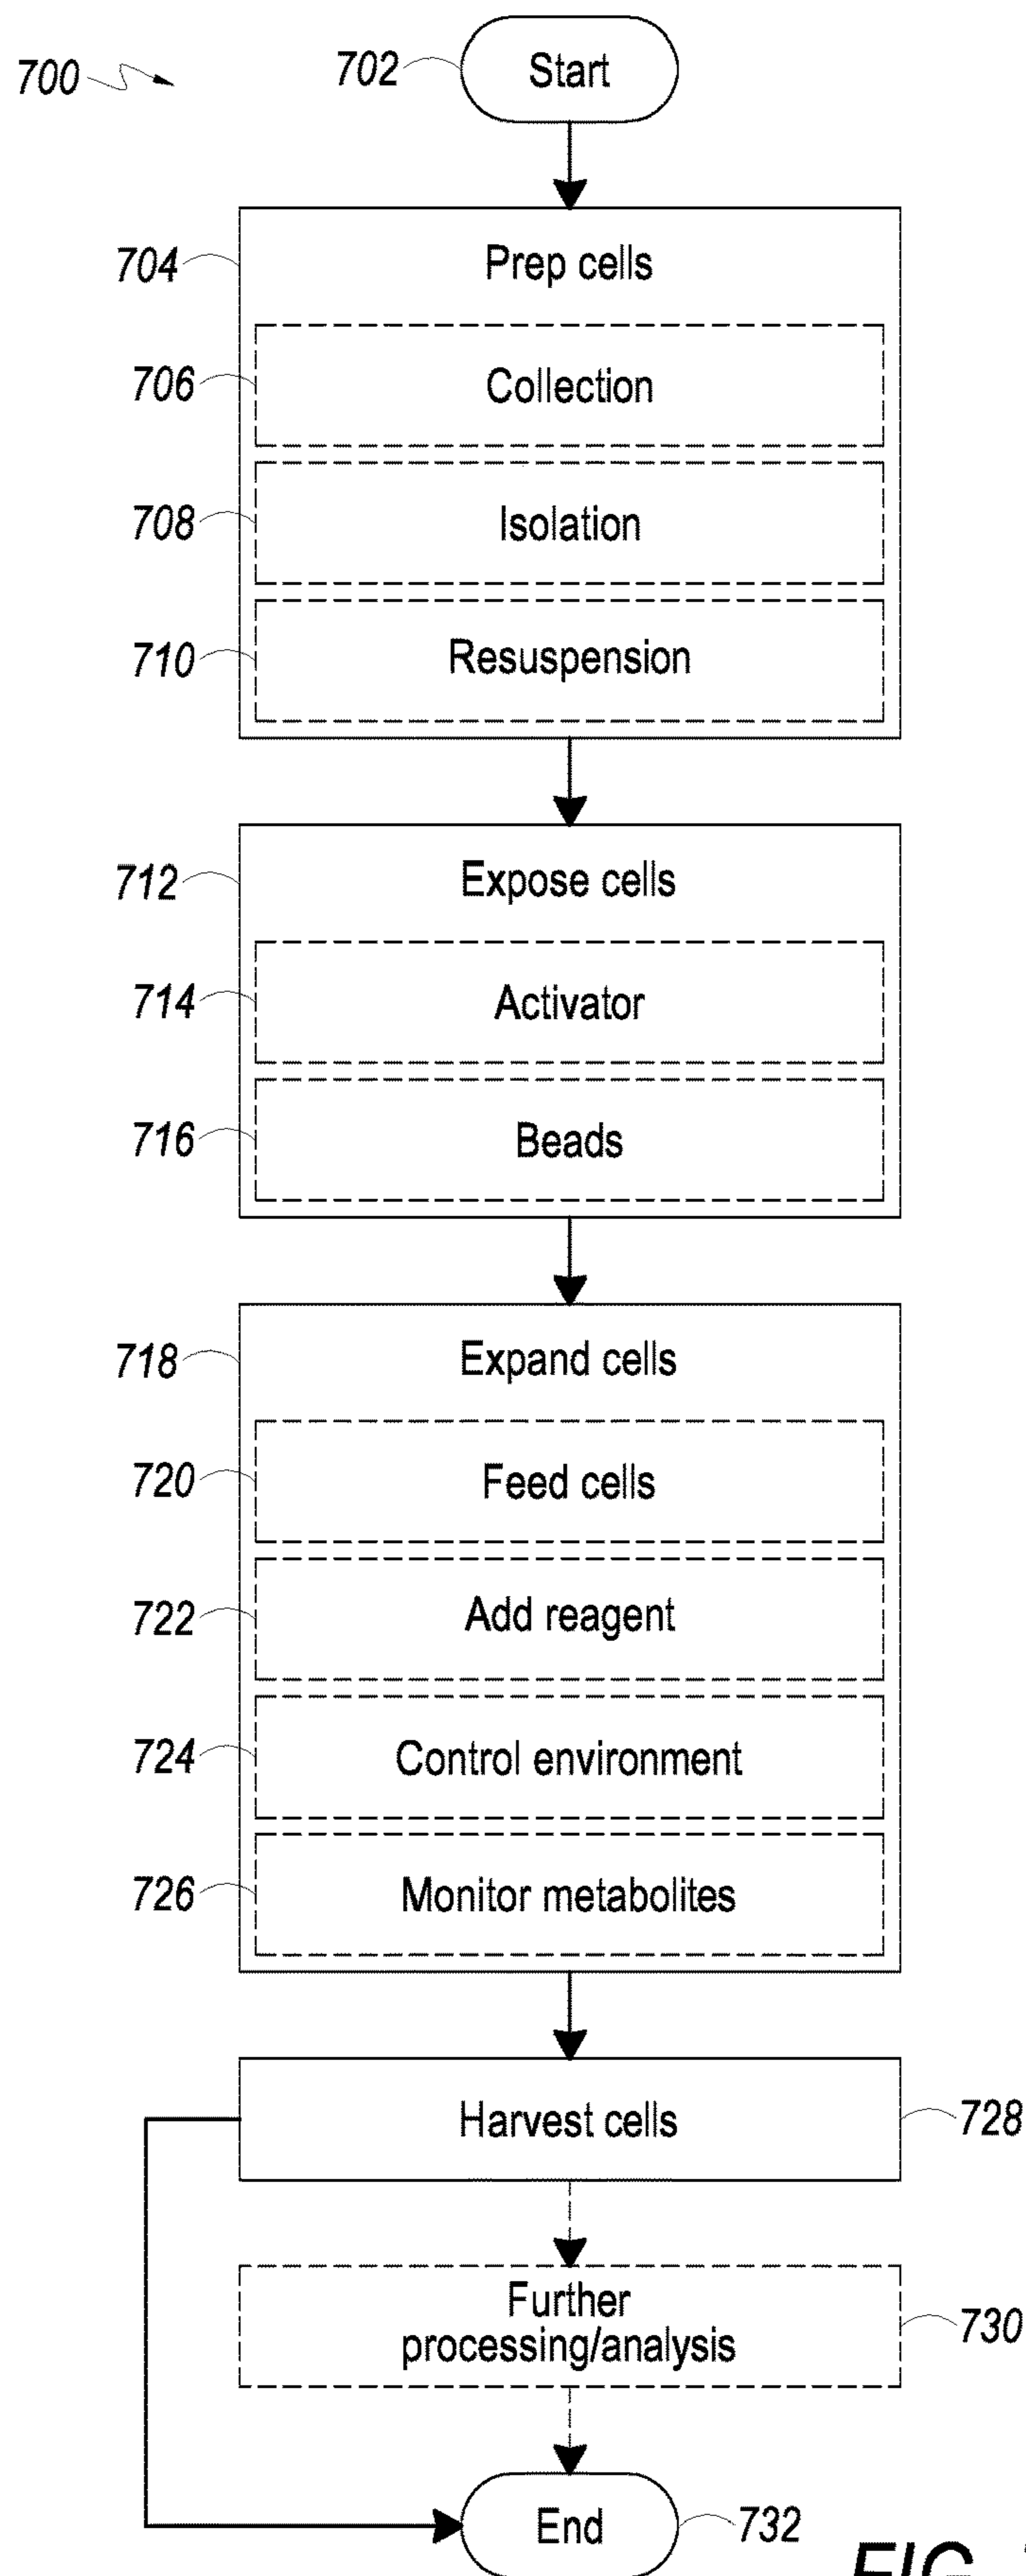 700
702 Start
704 Prep cells
706 Collection
708 Isolation
710 Resuspension
712 Expose cells
714 Activator
716 Beads
718 Expand cells
720 Feed cells
722 Add reagent
724 Control environment
726 Monitor metabolites
Harvest cells 728
Further
processing/analysis 730
End 732
FIG.